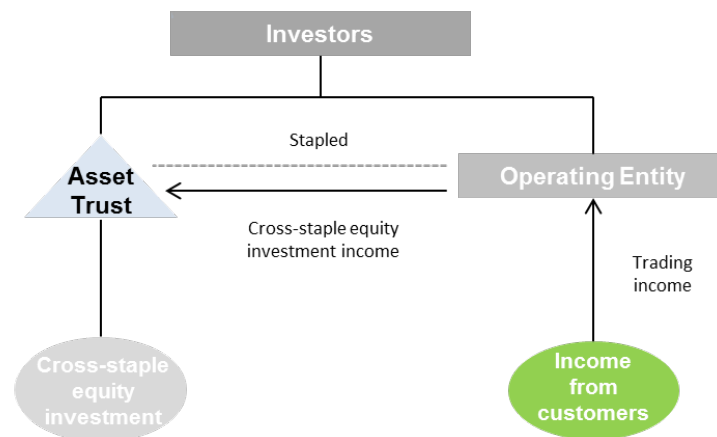 Investors
Stapled
Asset
Trust
Operating Entity
Cross-staple equity
investment income
Trading
income
Cross-staple
equity
investment
Income
from
customers